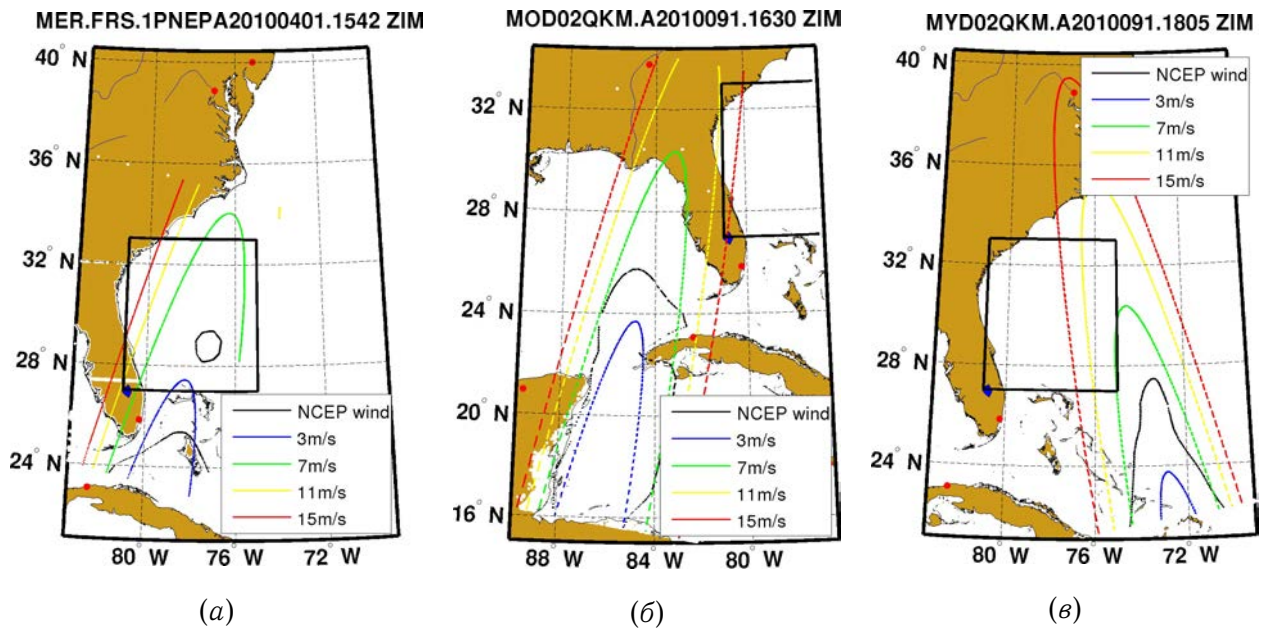 MER.FRS.1PNEPA20100401.1542 ZIM
40° N
36° N
32° N
28° N
24° N
80° W
76° W
72° W
NCEP wind
3m/s
7m/s
11m/s
15m/s
(а)
MOD02QKM.A2010091.1630 ZIM
32° N
28° N
24° N
20° N
16° N
88° W
84° W
80° W
NCEP wind
3m/s
7m/s
11m/s
15m/s
(б)
MYD02QKM.A2010091.1805 ZIM
40° N
36° N
32° N
28° N
24° N
80° W
76° W
72° W
NCEP wind
3m/s
7m/s
11m/s
15m/s
(в)